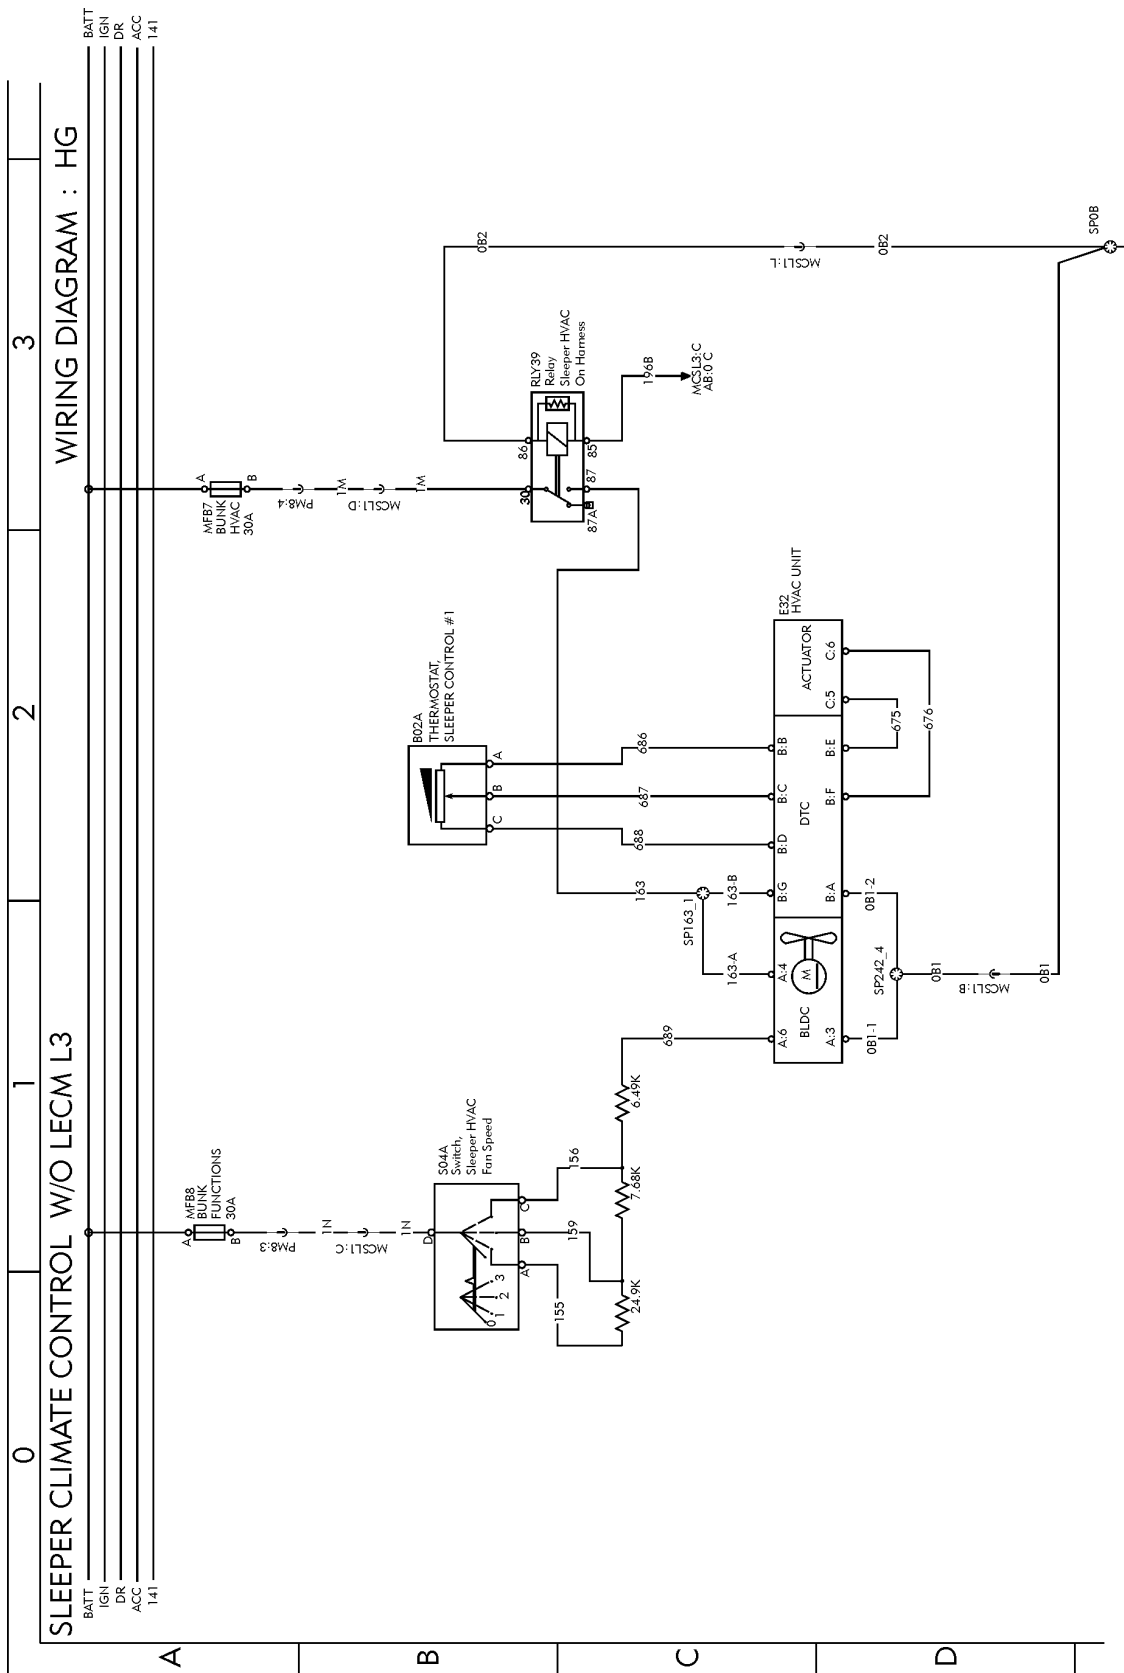 0
1
2
3
SLEEPER CLIMATE CONTROL W/O LECM L3
WIRING DIAGRAM : HG
BATT
IGN
DR
ACC
141
BATT
IGN
DR
ACC
141
A
B
C
D
A
MFB8
BUNK
FUNCTIONS
30A
B
PM8:3
1N
MCSL1:C
1N
A
MFB7
BUNK
HVAC
30A
B
PM8:4
1M
MCSL1:D
1M
D
S04A
Switch,
Sleeper HVAC
Fan Speed
0
1
2
3
A
B
C
155
159
156
24.9K
7.68K
6.49K
689
B02A
THERMOSTAT,
SLEEPER CONTROL #1
C
B
A
688
687
686
30
86
RLY39
Relay
Sleeper HVAC
On Harness
87A
87
85
196B
MCSL3:C
AB:0 C
0B2
MCSL1:L
0B2
SP0B
163
SP163_1
163-A
163-B
E32
HVAC UNIT
A:6
A:4
B:G
B:D
B:C
B:B
BLDC
M
DTC
ACTUATOR
A:3
B:A
B:F
B:E
C:5
C:6
0B1-1
SP242_4
0B1-2
675
676
0B1
MCSL1:B
0B1